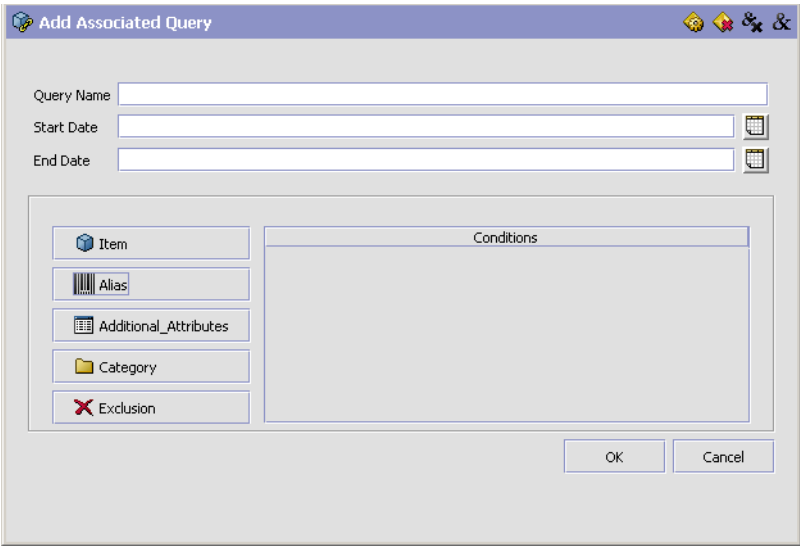 Add Associated Query
Query Name
Start Date
End Date
Item
Conditions
Alias
Additional_Attributes
Category
Exclusion
OK
Cancel